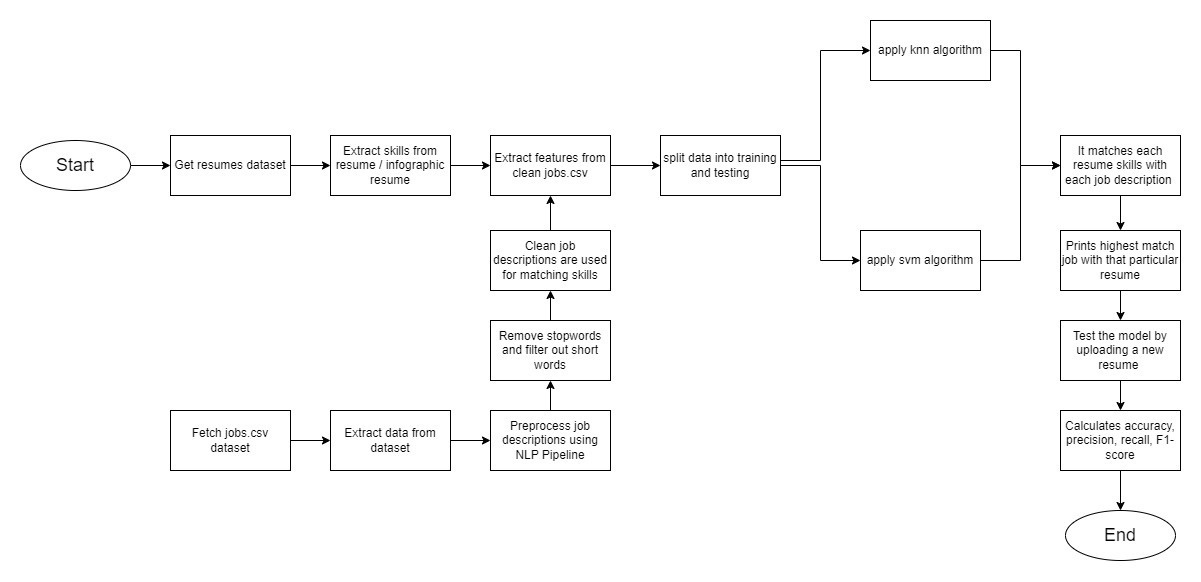 Start
Get resumes dataset
Extract skills from
resume / infographic
resume
Extract features from
clean jobs.csv
split data into training
and testing
apply knn algorithm
apply svm algorithm
It matches each
resume skills with
each job description
Clean job
descriptions are used
for matching skills
Prints highest match
job with that particular
resume
Remove stopwords
and filter out short
words
Test the model by
uploading a new
resume
Fetch jobs.csv
dataset
Extract data from
dataset
Preprocess job
descriptions using
NLP Pipeline
Calculates accuracy,
precision, recall, F1-
score
End